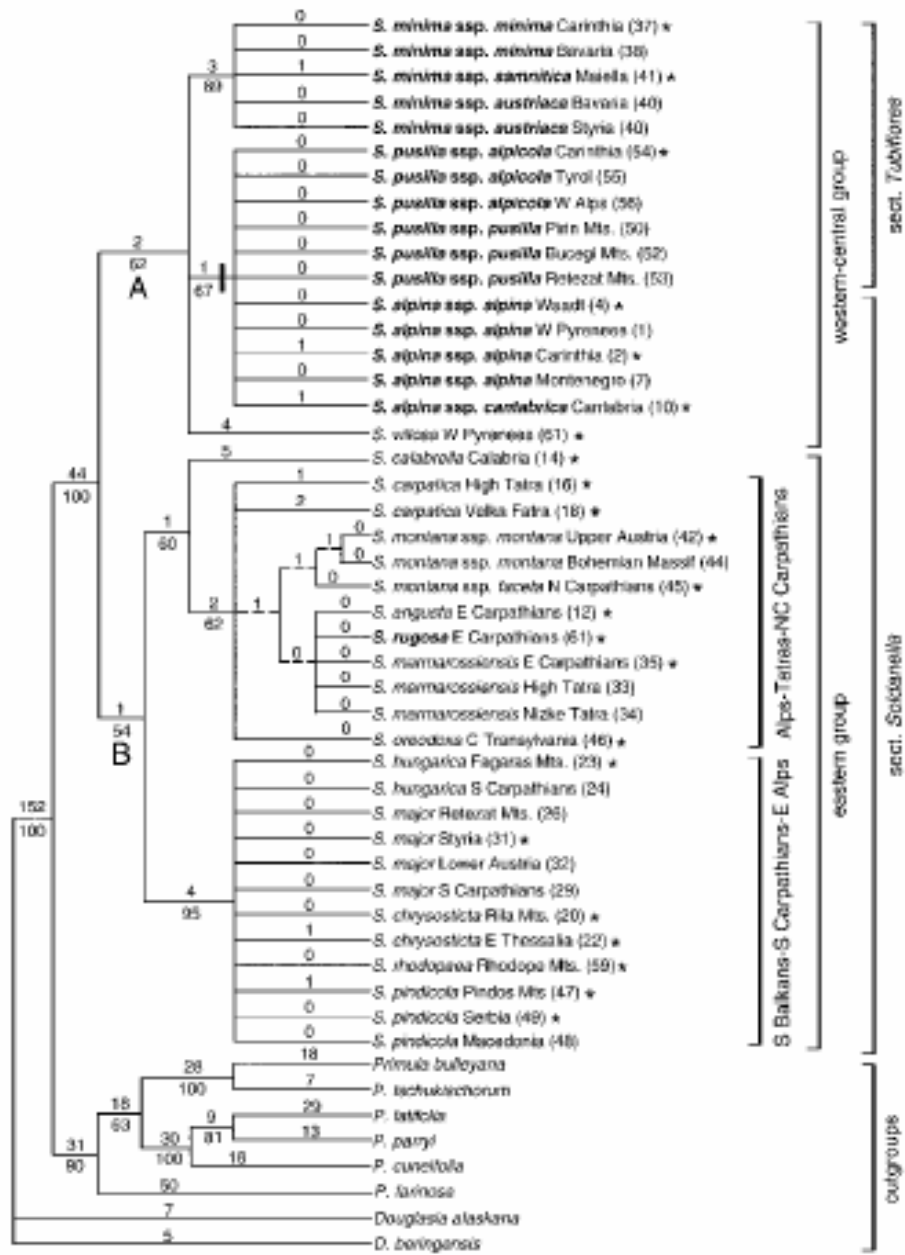 0
S. minima ssp. minima Carinthia (37) *
0
S. minima ssp. minima Bavaria (38)
3
89
1
S. minima ssp. samnitica Maiella (41) *
0
S. minima ssp. austriaca Bavaria (40)
0
S. minima ssp. austriaca Styria (40)
0
S. pusilla ssp. alpicola Carinthia (54) *
0
S. pusilla ssp. alpicola Tyrol (55)
0
S. pusilla ssp. alpicola W Alps (56)
0
S. pusilla ssp. pusilla Pirin Mts. (50)
2
62
A
0
S. pusilla ssp. pusilla Bucegi Mts. (52)
1
67
0
S. pusilla ssp. pusilla Retezat Mts. (53)
0
S. alpina ssp. alpina Waadt (4) *
0
S. alpina ssp. alpina W Pyrenees (1)
1
S. alpina ssp. alpina Carinthia (2) *
0
S. alpina ssp. alpina Montenegro (7)
1
S. alpina ssp. cantabrica Cantabria (10) *
4
S. villosa W Pyrenees (61) *
S. calabrella Calabria (14) *
44
100
1
S. carpatica High Tatra (16) *
2
S. carpatica Velka Fatra (18) *
1
60
1
0
S. montana ssp. montana Upper Austria (42) *
0
S. montana ssp. montana Bohemian Massif (44)
1
0
S. montana ssp. faceta N Carpathians (45) *
2
62
1
0
S. angusta E Carpathians (12) *
0
S. rugosa E Carpathians (61) *
0
0
S. marmarossiensis E Carpathians (35) *
0
S. marmarossiensis High Tatra (33)
0
S. marmarossiensis Nizke Tatra (34)
1
54
B
0
S. oreodoxa C Transylvania (46) *
0
S. hungarica Fagaras Mts. (23) *
0
S. hungarica S Carpathians (24)
152
100
0
S. major Retezat Mts. (26)
0
S. major Styria (31) *
0
S. major Lower Austria (32)
4
95
0
S. major S Carpathians (29)
0
S. chrysosticta Rila Mts. (20) *
1
S. chrysosticta E Thessalia (22) *
0
S. rhodopaea Rhodope Mts. (59) *
1
S. pindicola Pindos Mts (47) *
0
S. pindicola Serbia (49) *
0
S. pindicola Macedonia (48)
28
100
18
Primula bulleyana
7
P. tschuktschorum
18
63
9
81
29
P. latifolia
13
P. parryi
30
100
16
P. cuneifolia
31
90
50
P. farinosa
7
Douglasia alaskana
5
D. beringensis
western-central group
sect. Tubiflores
Alps-Tatras-NC Carpathians
S Balkans-S Carpathians-E Alps
eastern group
sect. Soldanella
outgroups